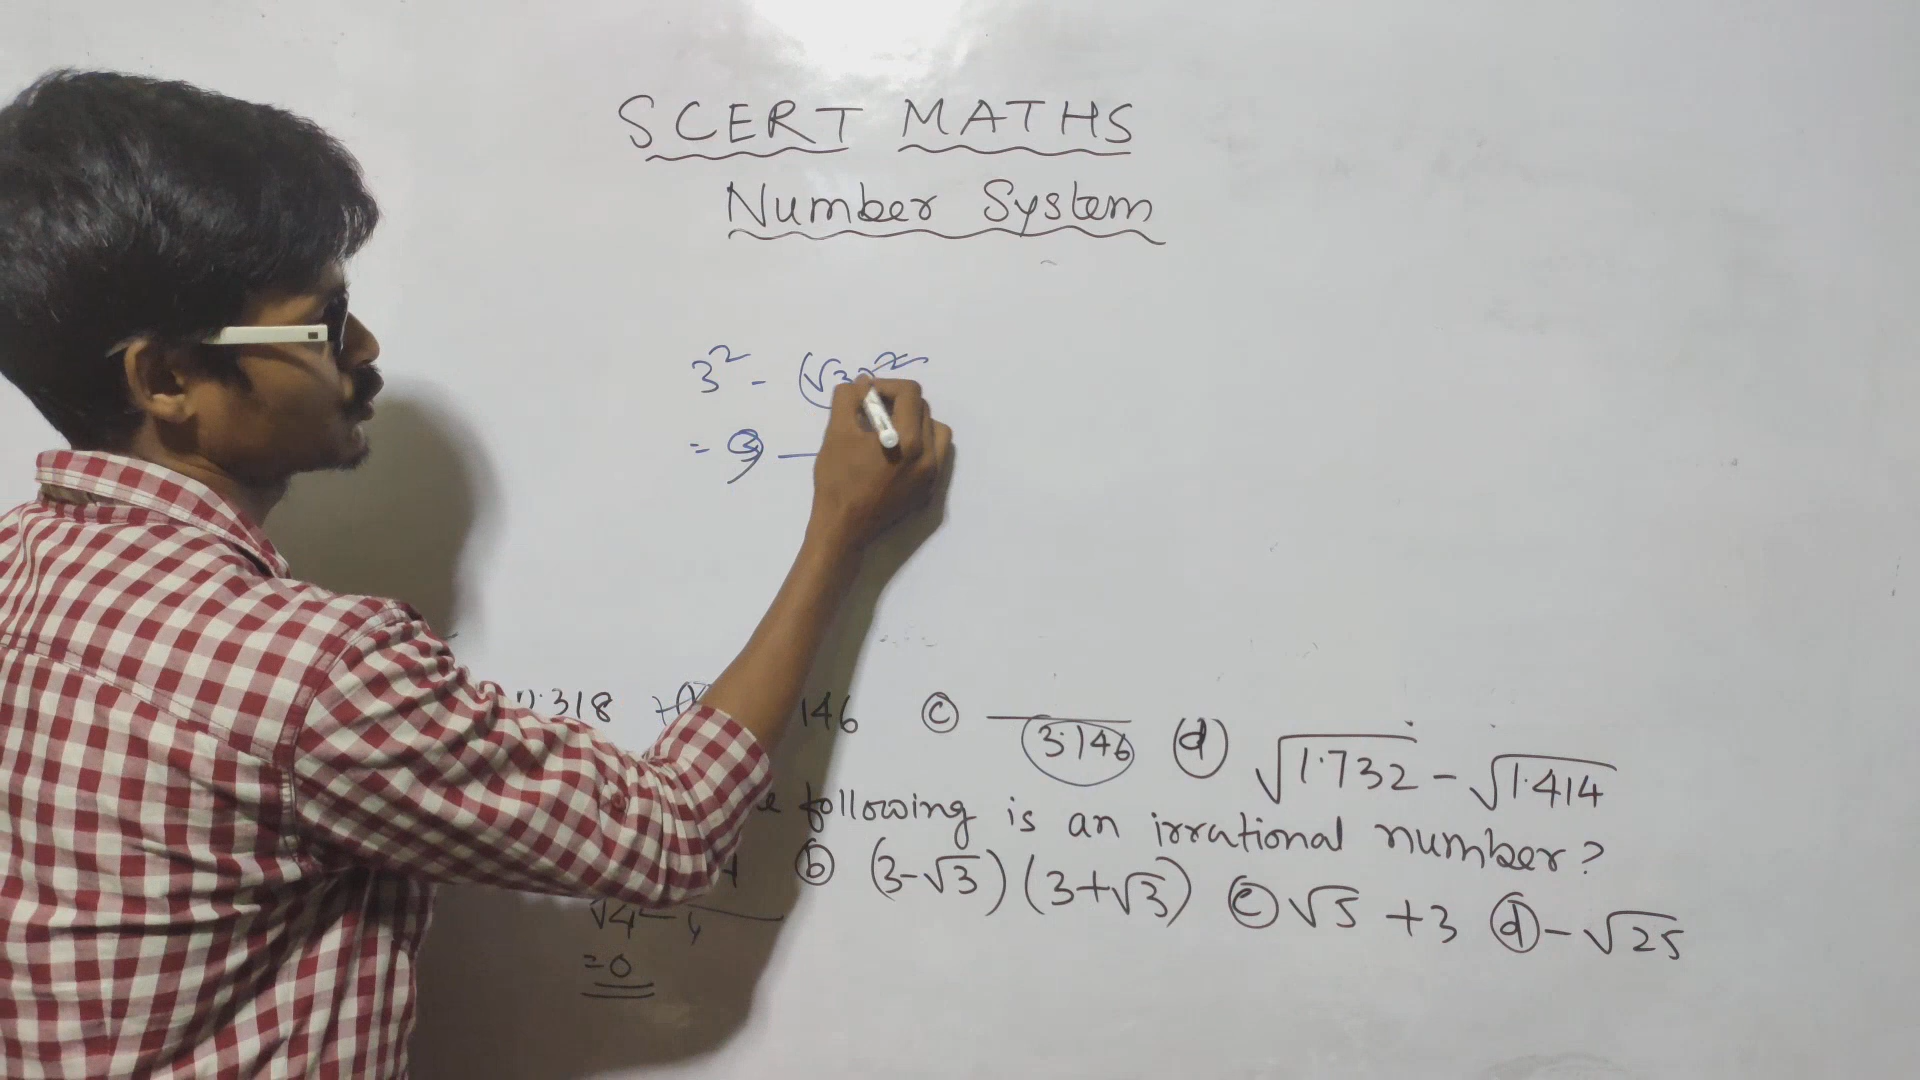 SCERT MATHS
Number System
3² - (√3)²
= 9 —
.318 146 ⓒ 3.146 ⓓ √1.732 - √1.414
following is an irrational number?
ⓑ (3-√3)(3+√3) ⓒ √5 +3 ⓓ -√25
√4 -
=0